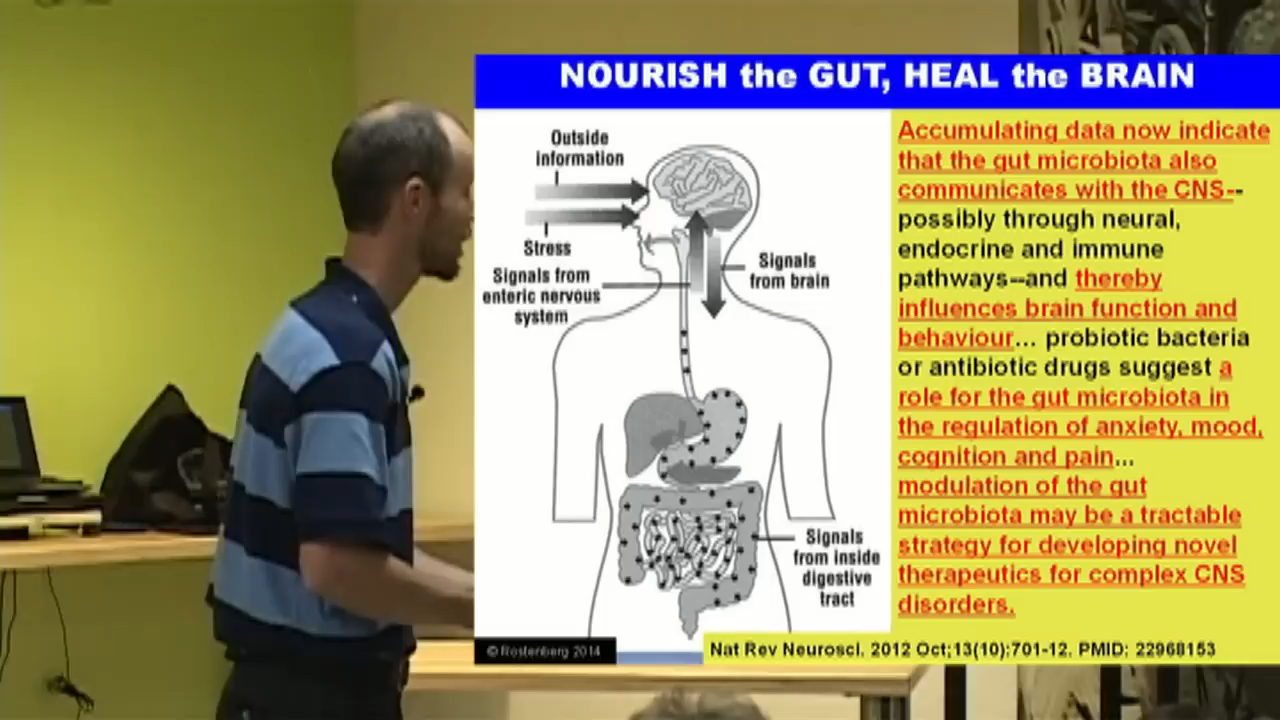 NOURISH the GUT, HEAL the BRAIN
Outside
information
Stress
Signals from
enteric nervous
system
Signals
from brain
Signals
from inside
digestive
tract
Accumulating data now indicate
that the gut microbiota also
communicates with the CNS--
possibly through neural,
endocrine and immune
pathways--and thereby
influences brain function and
behaviour... probiotic bacteria
or antibiotic drugs suggest a
role for the gut microbiota in
the regulation of anxiety, mood,
cognition and pain...
modulation of the gut
microbiota may be a tractable
strategy for developing novel
therapeutics for complex CNS
disorders.
© Rostenberg 2014
Nat Rev Neurosci. 2012 Oct;13(10):701-12. PMID: 22968153